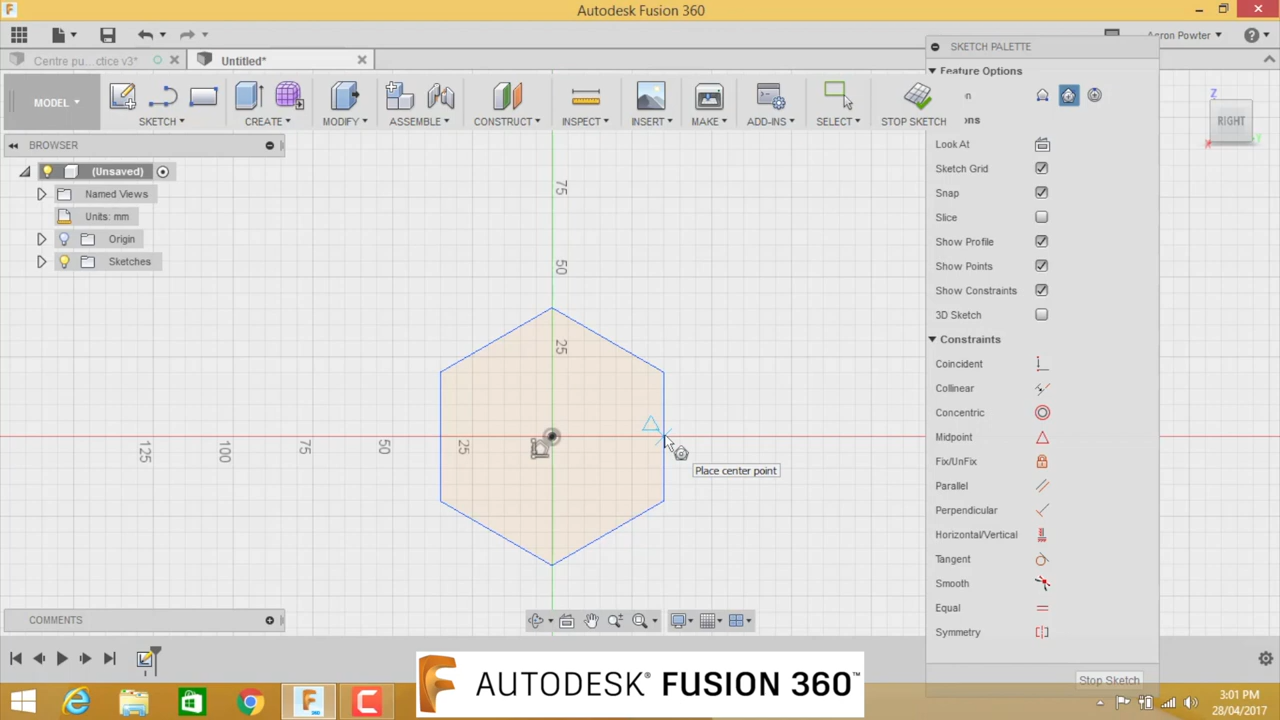 Autodesk Fusion 360
Aaron Powter
Centre pu... ctice v3*
Untitled*
SKETCH PALETTE
MODEL
SKETCH
CREATE
MODIFY
ASSEMBLE
CONSTRUCT
INSPECT
INSERT
MAKE
ADD-INS
SELECT
STOP SKETCH
BROWSER
(Unsaved)
Named Views
Units: mm
Origin
Sketches
Feature Options
n
ns
Look At
Sketch Grid
Snap
Slice
Show Profile
Show Points
Show Constraints
3D Sketch
Constraints
Coincident
Collinear
Concentric
Midpoint
Fix/UnFix
Parallel
Perpendicular
Horizontal/Vertical
Tangent
Smooth
Equal
Symmetry
Stop Sketch
Z
RIGHT
X
Y
75
50
25
125
100
75
50
25
Place center point
COMMENTS
AUTODESK® FUSION 360™
3:01 PM
28/04/2017